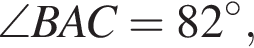 ∠BAC = 82°,